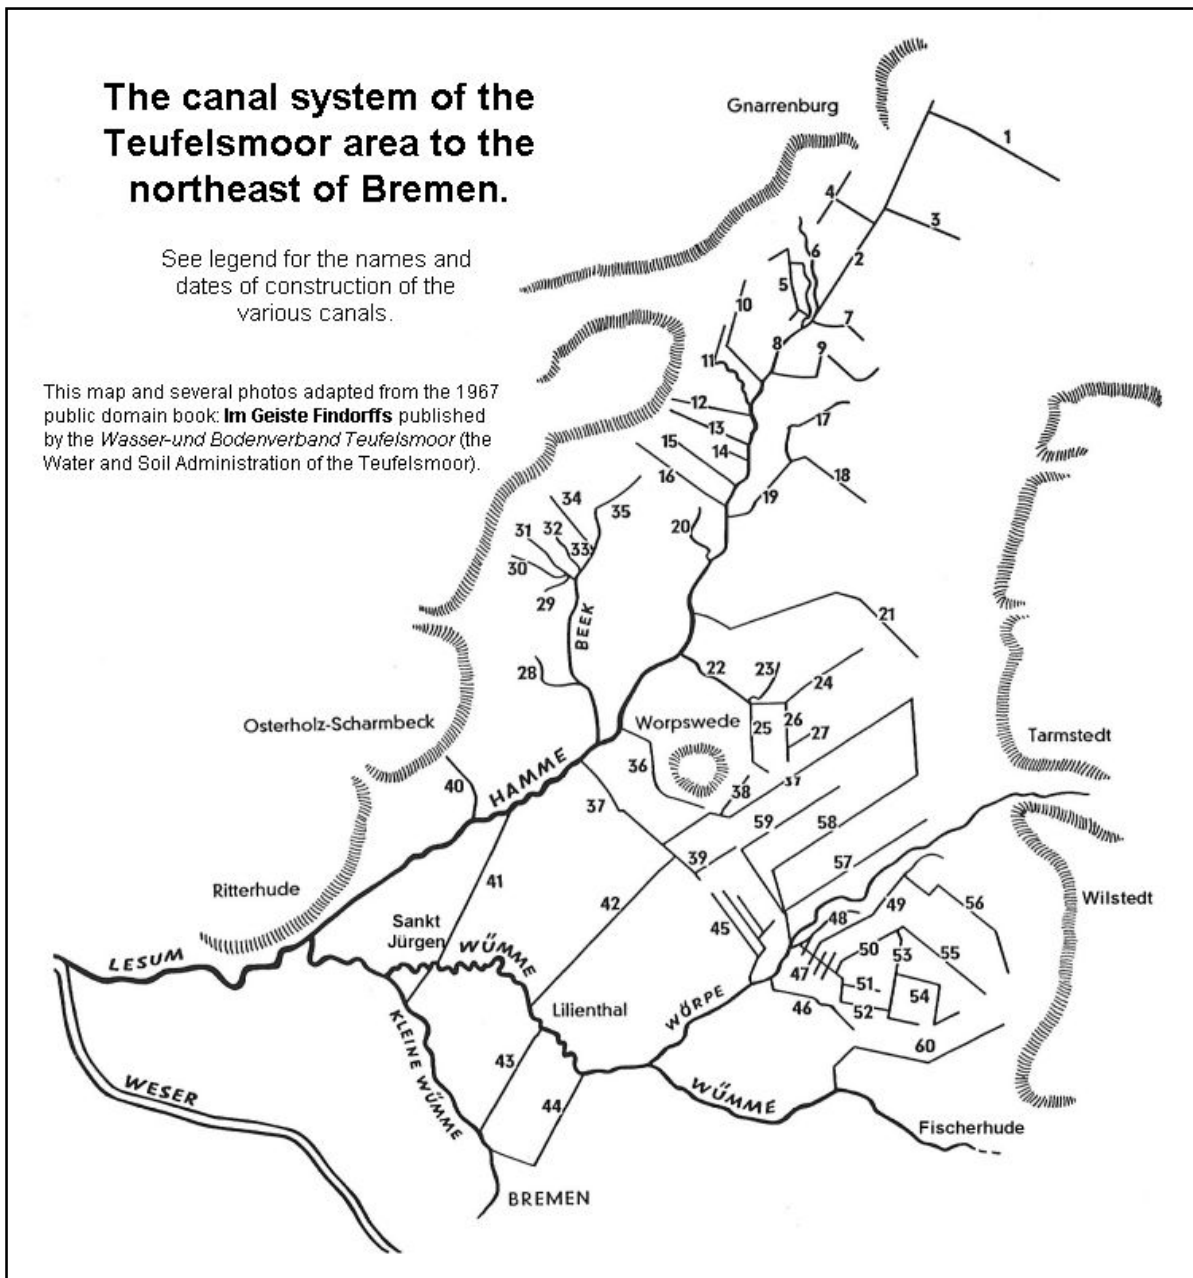 The canal system of the
Teufelsmoor area to the
northeast of Bremen.
See legend for the names and
dates of construction of the
various canals.
This map and several photos adapted from the 1967
public domain book: Im Geiste Findorffs published
by the Wasser-und Bodenverband Teufelsmoor (the
Water and Soil Administration of the Teufelsmoor).
Gnarrenburg
1
4
3
6
2
5
10
7
8
9
11
12
13
17
15
14
16
18
19
34
35
20
31
32
33
30
29
BEEK
21
22
23
24
28
Osterholz-Scharmbeck
Worpswede
25
26
27
Tarmstedt
36
HAMME
40
37
38
37
59
58
39
57
41
42
Ritterhude
Wilstedt
Sankt
Jürgen
45
48
49
56
WÜMME
LESUM
50
53
55
47
51
54
52
46
Lilienthal
WÖRPE
KLEINE WÜMME
43
60
WESER
44
WÜMME
Fischerhude
BREMEN